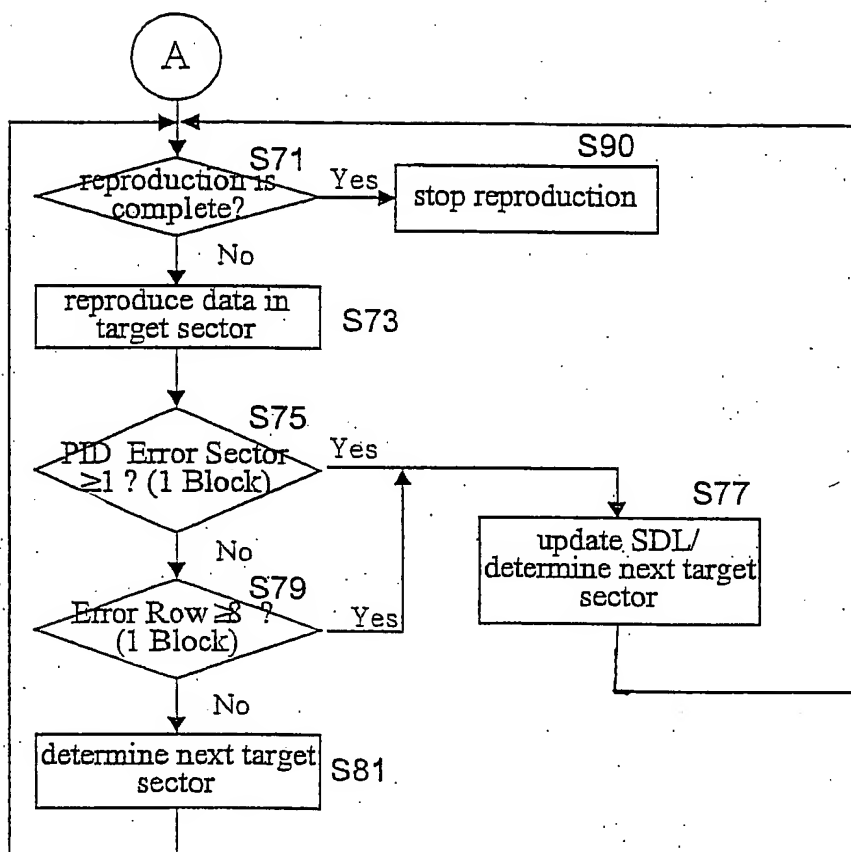 A
S71
S90
reproduction is
complete?
Yes
stop reproduction
No
reproduce data in
target sector
S73
S75
PID Error Sector
≥1 ? (1 Block)
Yes
S77
update SDL/
determine next target
sector
No
S79
Error Row ≥8 ?
(1 Block)
Yes
No
determine next target
sector
S81